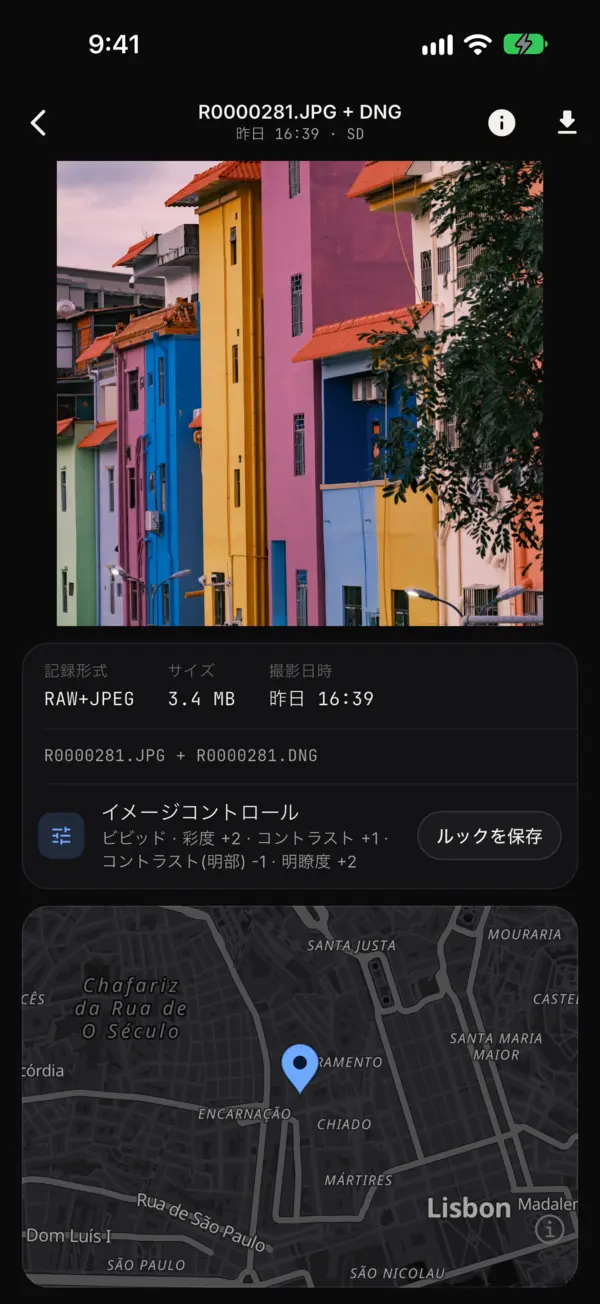 9:41
R0000281.JPG + DNG
昨日 16:39 · SD
記録形式 サイズ 撮影日時
RAW+JPEG 3.4 MB 昨日 16:39
R0000281.JPG + R0000281.DNG
イメージコントロール
ビビッド · 彩度 +2 · コントラスト +1 ·
コントラスト(明部) -1 · 明瞭度 +2
ルックを保存
MOURARIA
SANTA JUSTA
Chafariz
da Rua de
O Século
CÊS
CASTEL
SANTA MARIA
MAIOR
córdia
RAMENTO
ENCARNAÇÃO
CHIADO
MÁRTIRES
Lisbon
Madaler
Rua de São Paulo
Dom Luís I
SÃO PAULO
SÃO NICOLAU